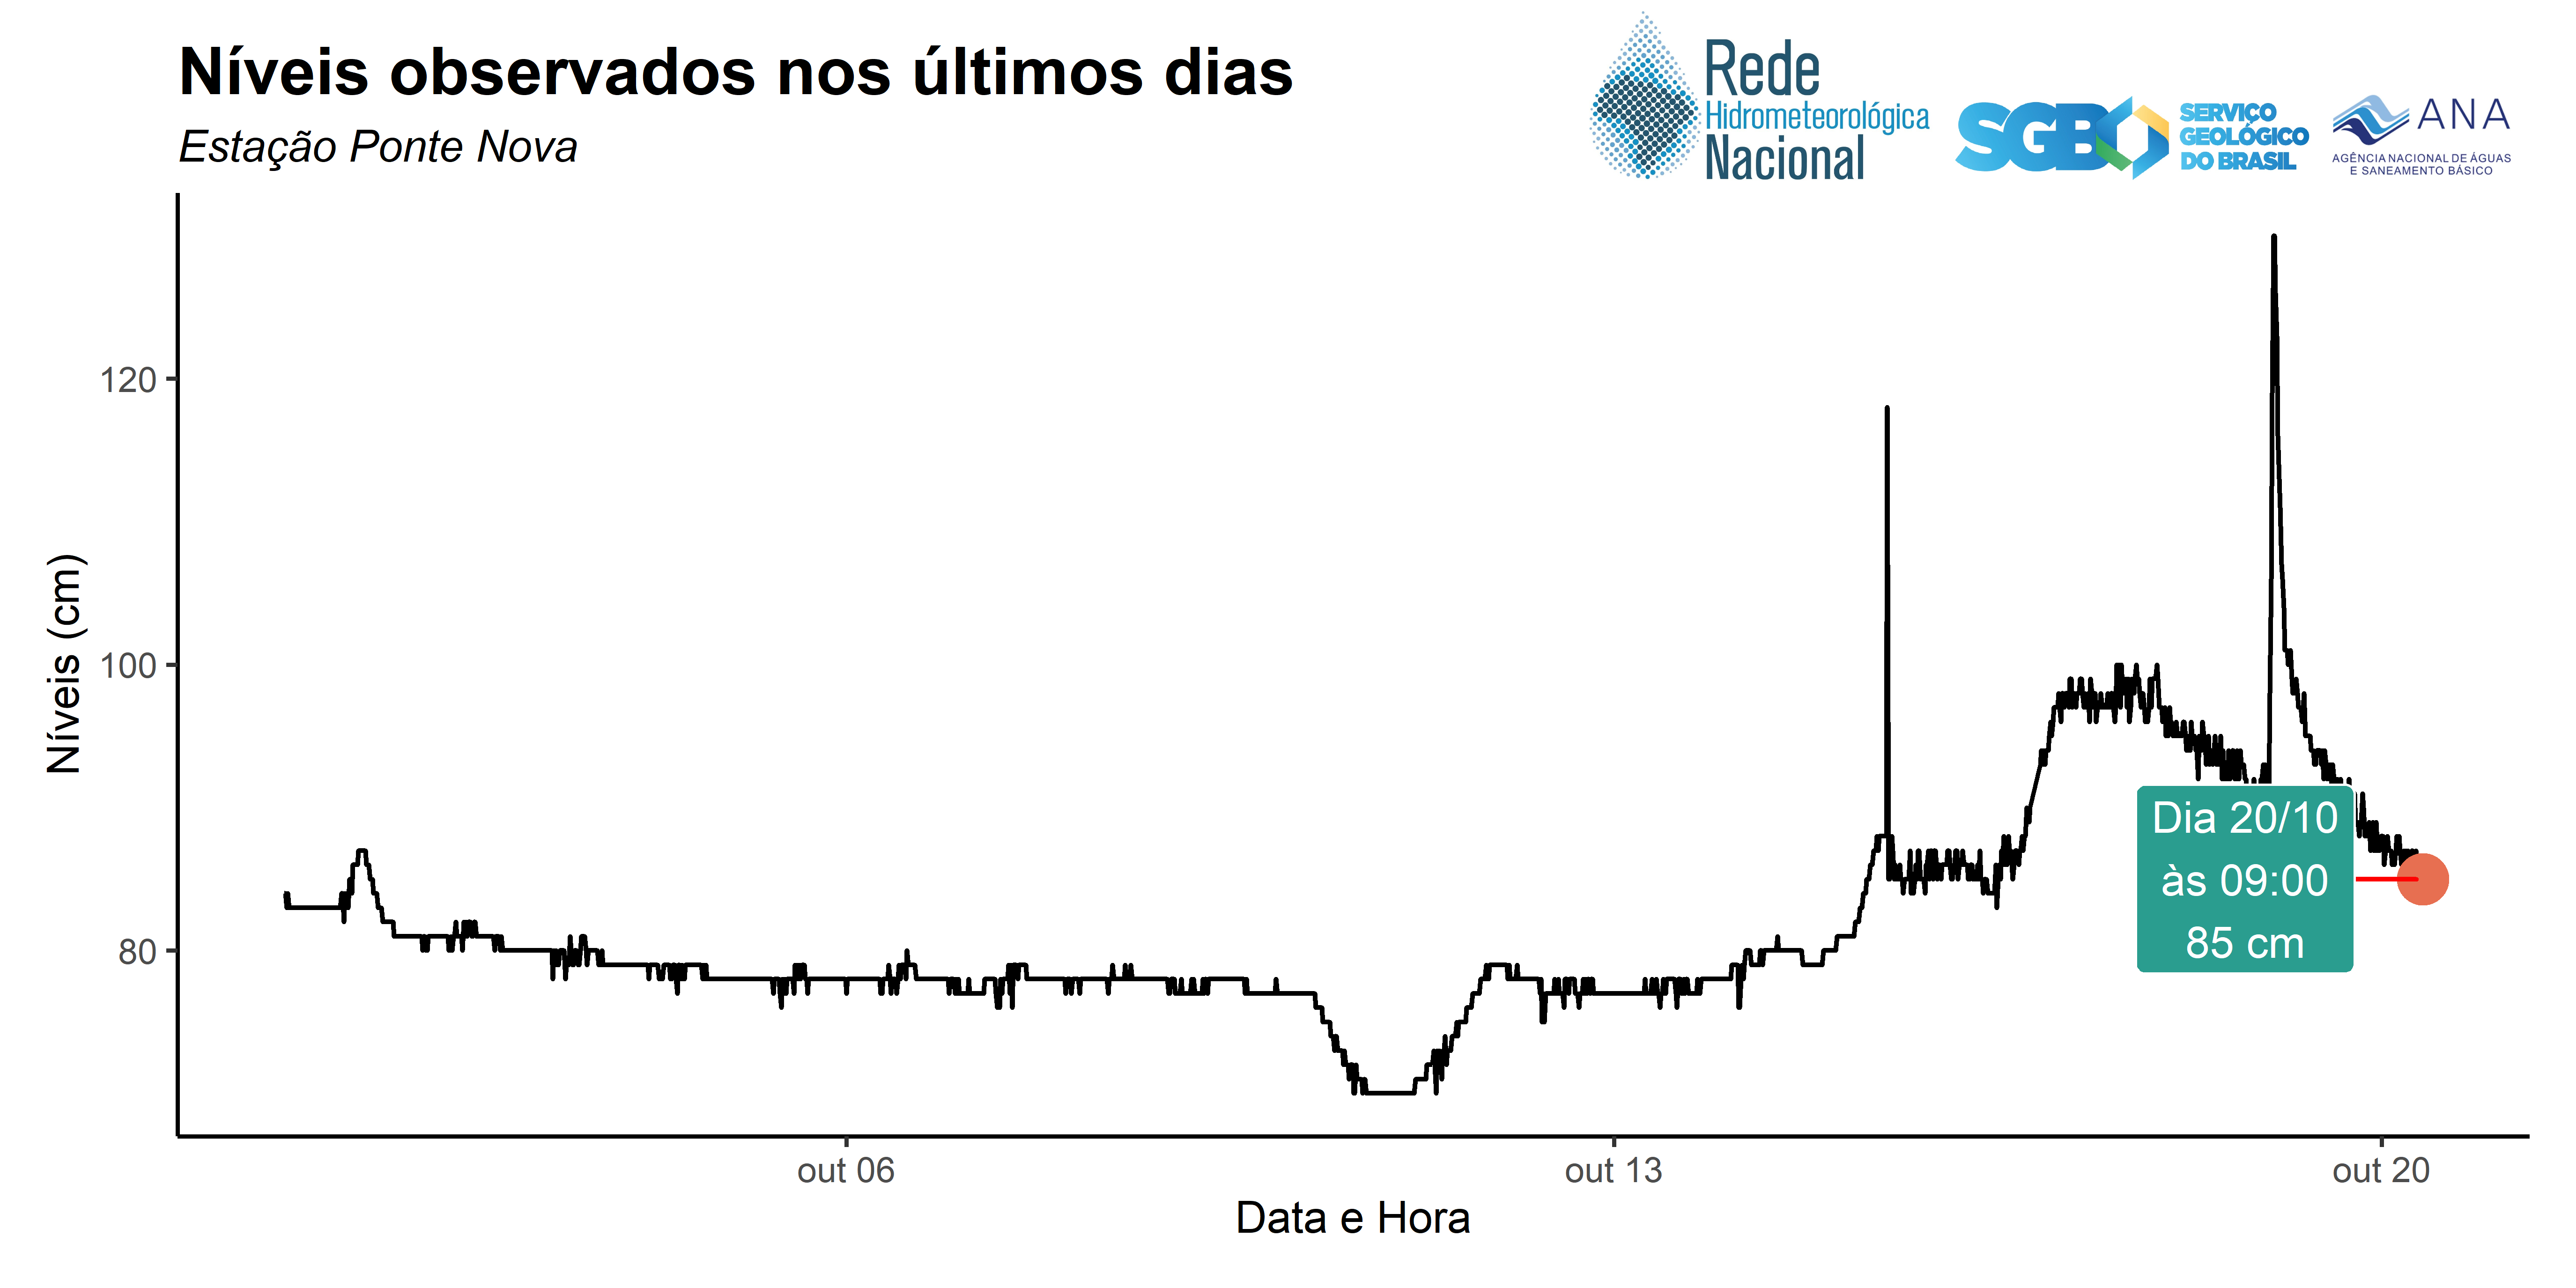 Níveis observados nos últimos dias
Estação Ponte Nova
Rede
Hidrometeorológica
Nacional
SGB
SERVIÇO
GEOLÓGICO
DO BRASIL
ANA
AGÊNCIA NACIONAL DE ÁGUAS
E SANEAMENTO BÁSICO
Níveis (cm)
120
100
80
Dia 20/10
às 09:00
85 cm
out 06
out 13
out 20
Data e Hora